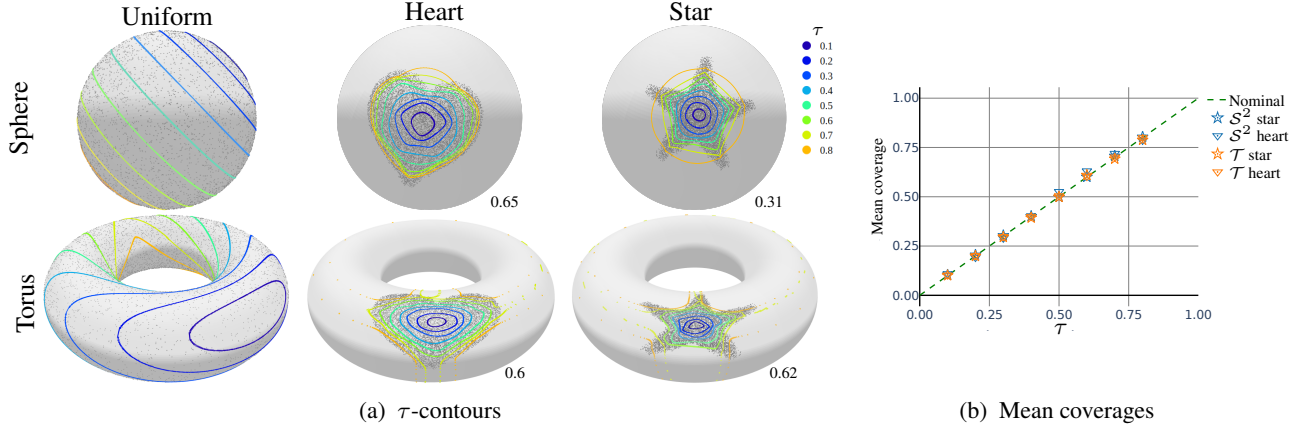 Uniform
Heart
Star
Sphere
Torus
τ
0.1
0.2
0.3
0.4
0.5
0.6
0.7
0.8
0.65
0.31
0.6
0.62
(a) τ-contours
Mean coverage
1.00
0.75
0.50
0.25
0.00
0.00 0.25 0.50 0.75 1.00
τ
Nominal
S² star
S² heart
T star
T heart
(b) Mean coverages